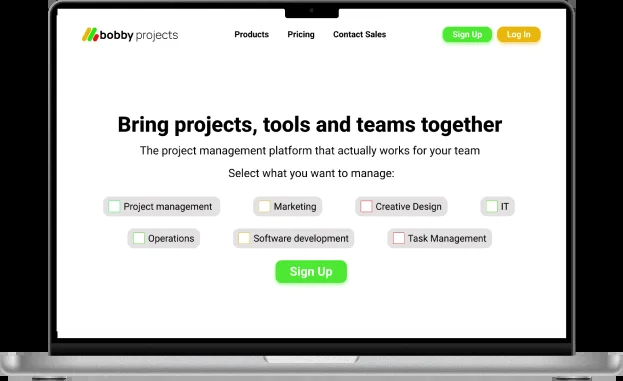 bobby projects
Products Pricing Contact Sales
Sign Up Log In
Bring projects, tools and teams together
The project management platform that actually works for your team
Select what you want to manage:
Project management Marketing Creative Design IT
Operations Software development Task Management
Sign Up